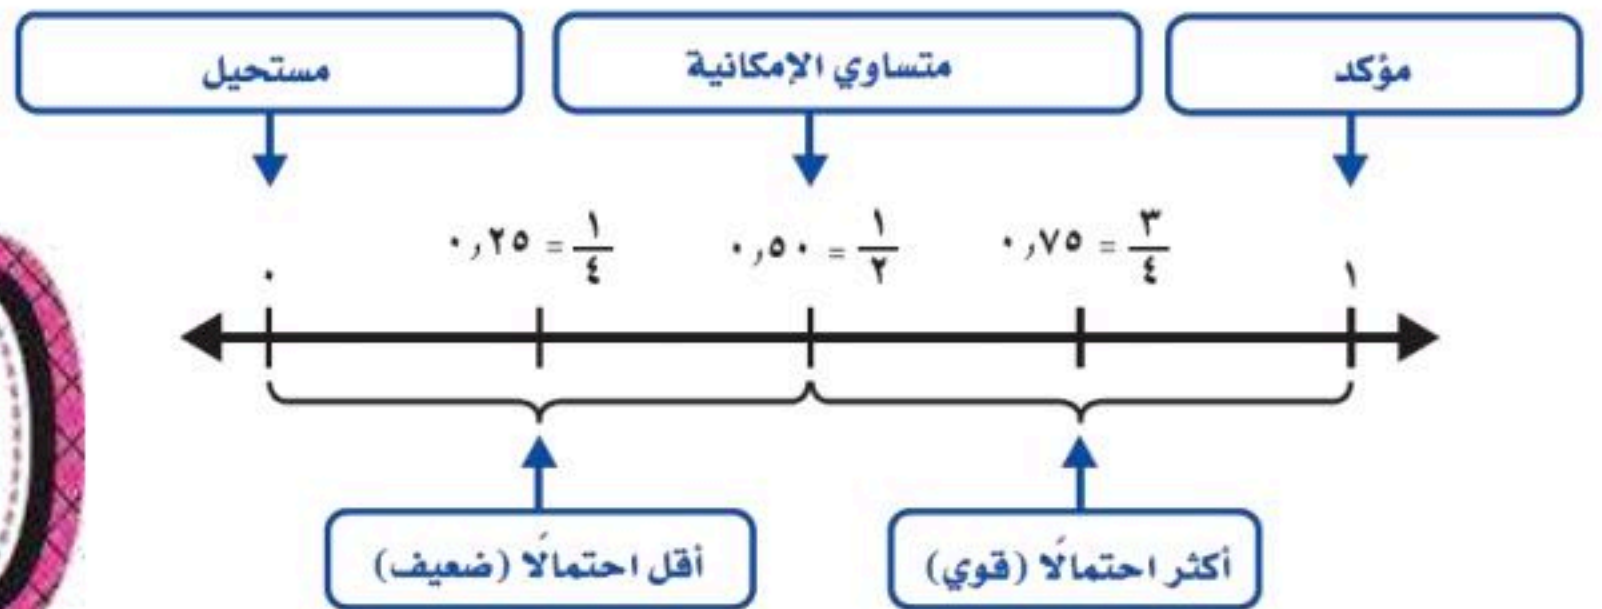 مؤكد
متساوي الإمكانية
مستحيل
٠٫٢٥ = ١/٤
٠٫٥٠ = ١/٢
٠٫٧٥ = ٣/٤
٠
١
أكثر احتمالًا (قوي)
أقل احتمالًا (ضعيف)